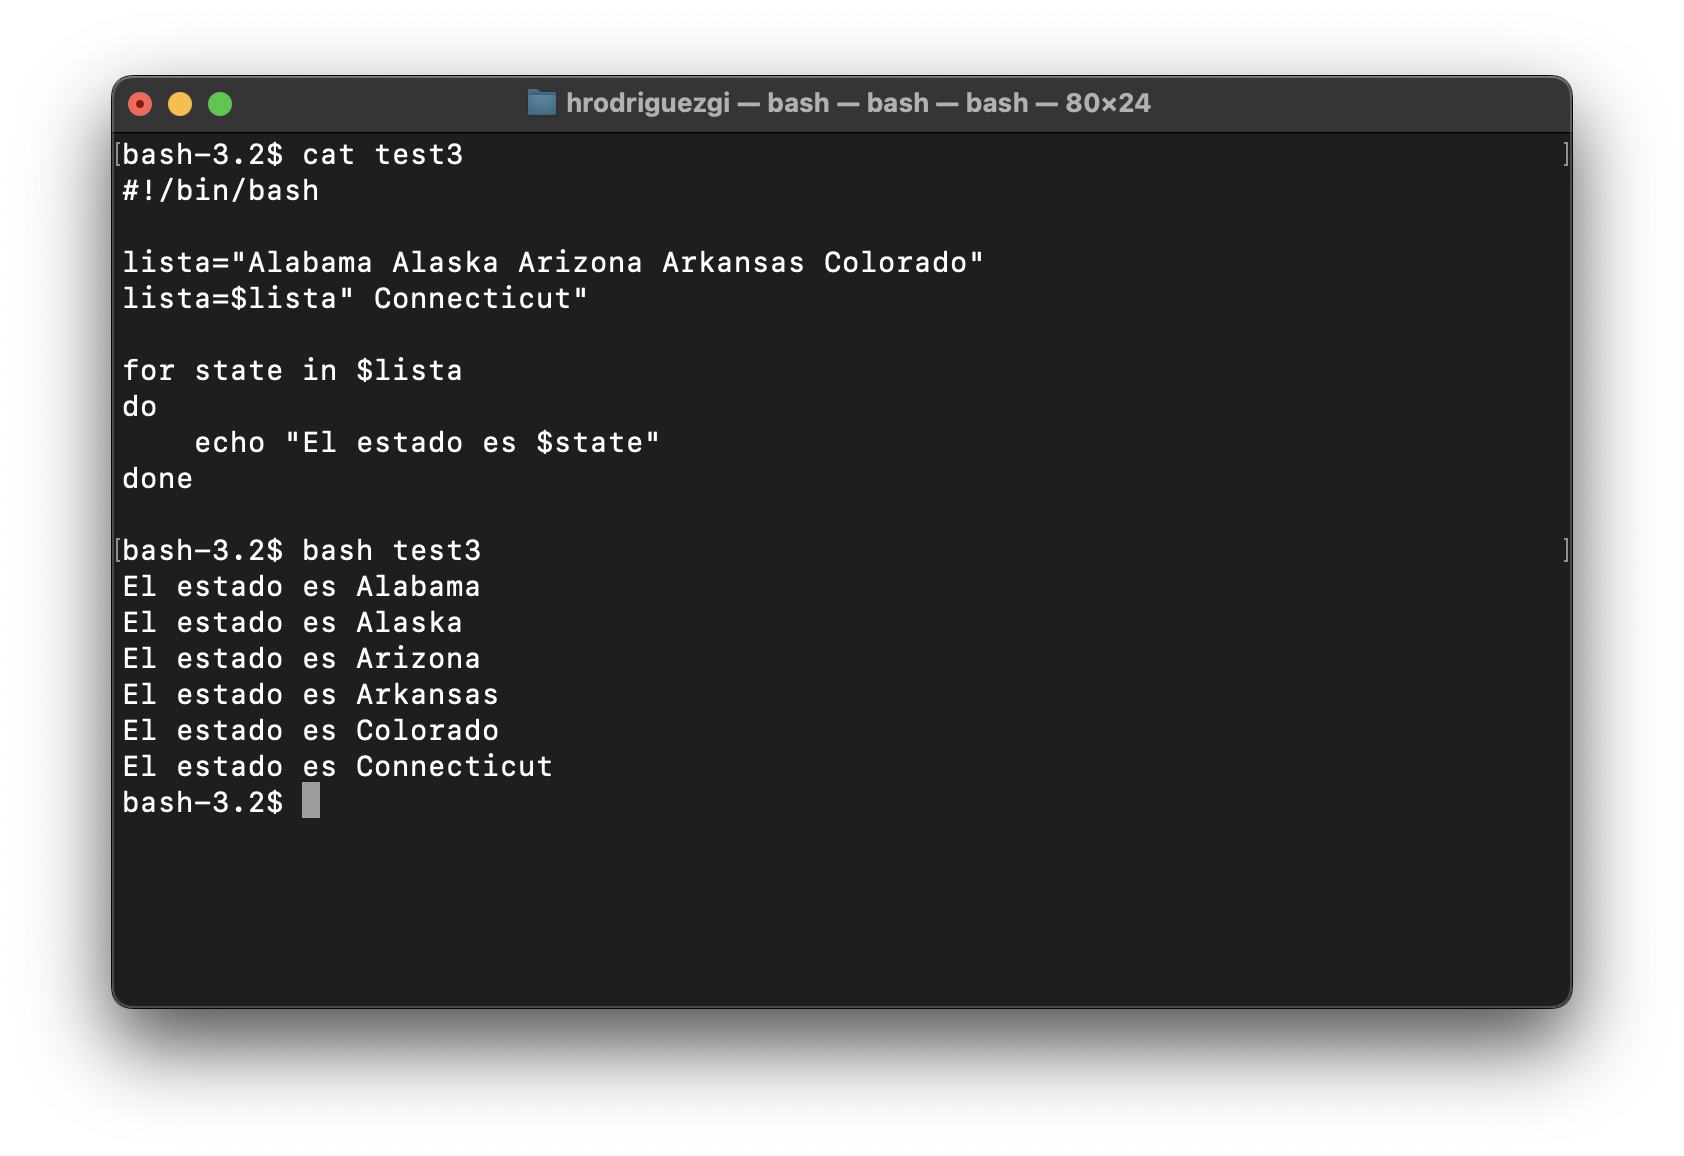 hrodriguezgi — bash — bash — bash — 80×24
[bash-3.2$ cat test3 ]
#!/bin/bash
lista="Alabama Alaska Arizona Arkansas Colorado"
lista=$lista" Connecticut"
for state in $lista
do
    echo "El estado es $state"
done
[bash-3.2$ bash test3 ]
El estado es Alabama
El estado es Alaska
El estado es Arizona
El estado es Arkansas
El estado es Colorado
El estado es Connecticut
bash-3.2$